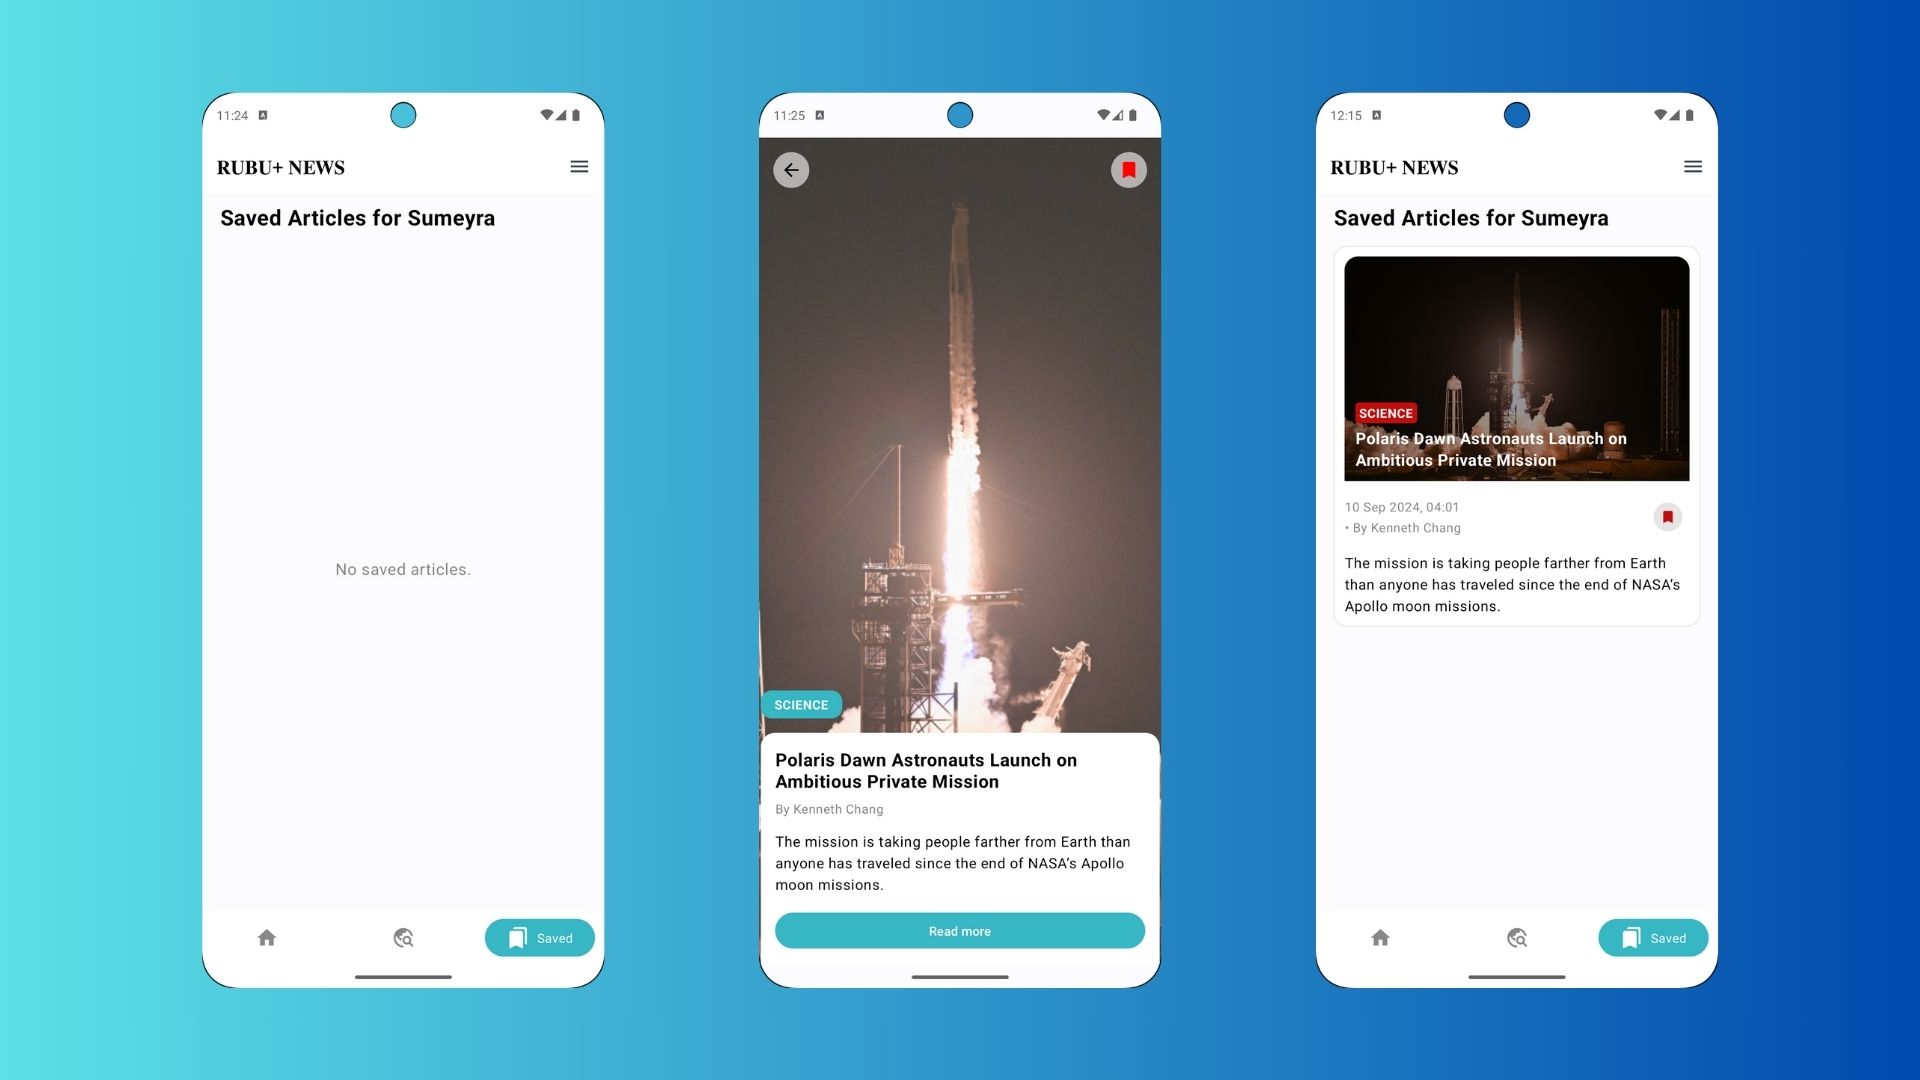 11:24
RUBU+ NEWS
Saved Articles for Sumeyra
No saved articles.
Saved
11:25
SCIENCE
Polaris Dawn Astronauts Launch on
Ambitious Private Mission
By Kenneth Chang
The mission is taking people farther from Earth than
anyone has traveled since the end of NASA’s Apollo
moon missions.
Read more
12:15
RUBU+ NEWS
Saved Articles for Sumeyra
SCIENCE
Polaris Dawn Astronauts Launch on
Ambitious Private Mission
10 Sep 2024, 04:01
• By Kenneth Chang
The mission is taking people farther from Earth
than anyone has traveled since the end of NASA’s
Apollo moon missions.
Saved